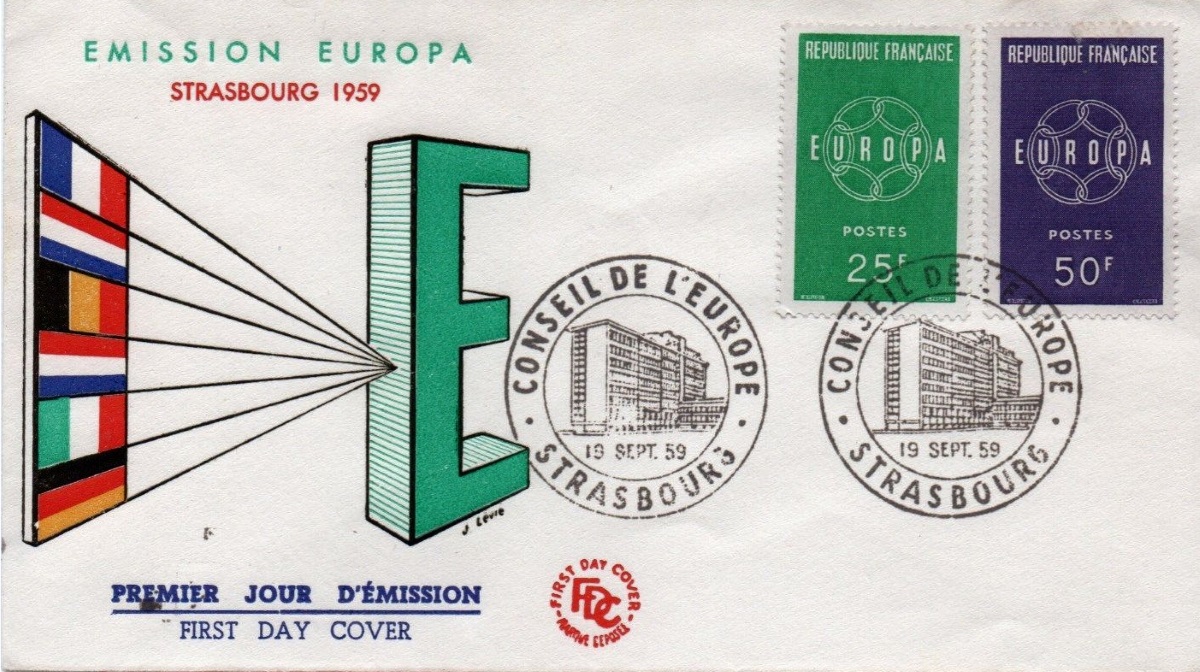 EMISSION EUROPA
STRASBOURG 1959
REPUBLIQUE FRANÇAISE
EUROPA
POSTES
25F
REPUBLIQUE FRANÇAISE
EUROPA
POSTES
50F
CONSEIL DE L'EUROPE
19 SEPT. 59
STRASBOURG
CONSEIL DE L'EUROPE
19 SEPT. 59
STRASBOURG
E
J. Lévie
PREMIER JOUR D'ÉMISSION
FIRST DAY COVER
FIRST DAY COVER
FDC
MARQUE DEPOSÉE